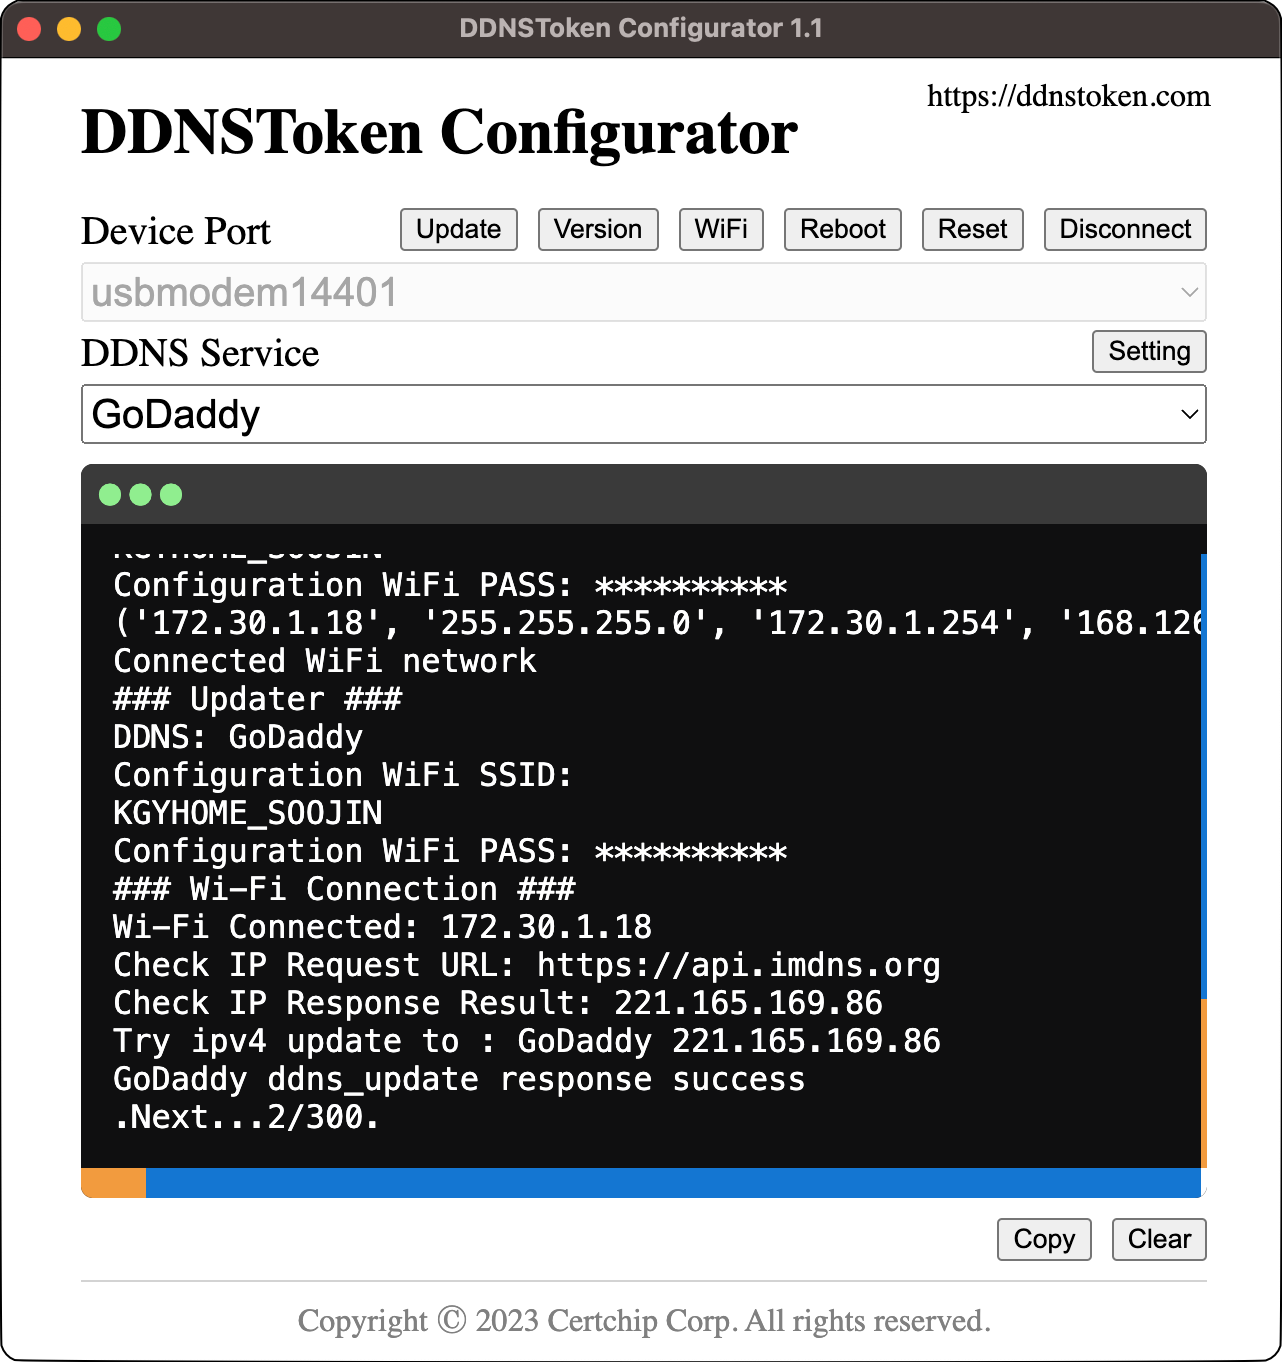 DDNSToken Configurator 1.1
https://ddnstoken.com
DDNSToken Configurator
Device Port Update Version WiFi Reboot Reset Disconnect
usbmodem14401
DDNS Service Setting
GoDaddy
KGYHOME_SOOJIN
Configuration WiFi PASS: **********
('172.30.1.18', '255.255.255.0', '172.30.1.254', '168.126
Connected WiFi network
### Updater ###
DDNS: GoDaddy
Configuration WiFi SSID:
KGYHOME_SOOJIN
Configuration WiFi PASS: **********
### Wi-Fi Connection ###
Wi-Fi Connected: 172.30.1.18
Check IP Request URL: https://api.imdns.org
Check IP Response Result: 221.165.169.86
Try ipv4 update to : GoDaddy 221.165.169.86
GoDaddy ddns_update response success
.Next...2/300.
Copy Clear
Copyright © 2023 Certchip Corp. All rights reserved.